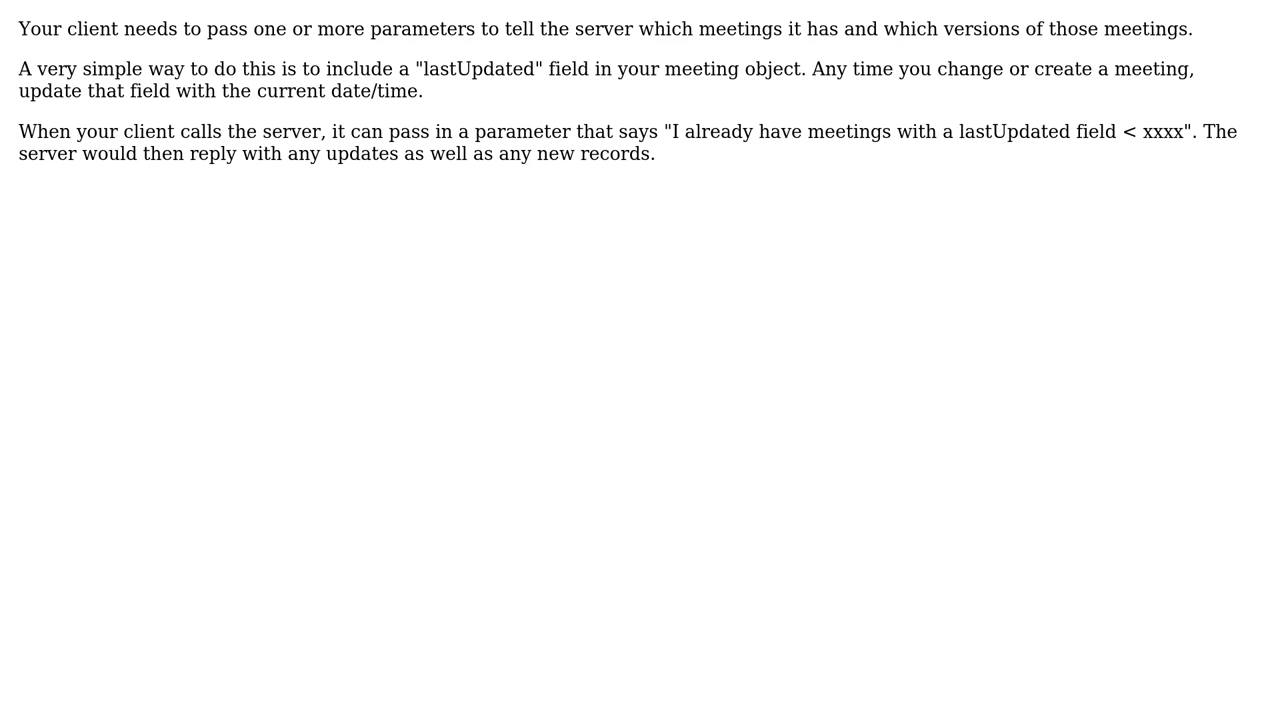 Your client needs to pass one or more parameters to tell the server which meetings it has and which versions of those meetings.
A very simple way to do this is to include a "lastUpdated" field in your meeting object. Any time you change or create a meeting,
update that field with the current date/time.
When your client calls the server, it can pass in a parameter that says "I already have meetings with a lastUpdated field < xxxx". The
server would then reply with any updates as well as any new records.